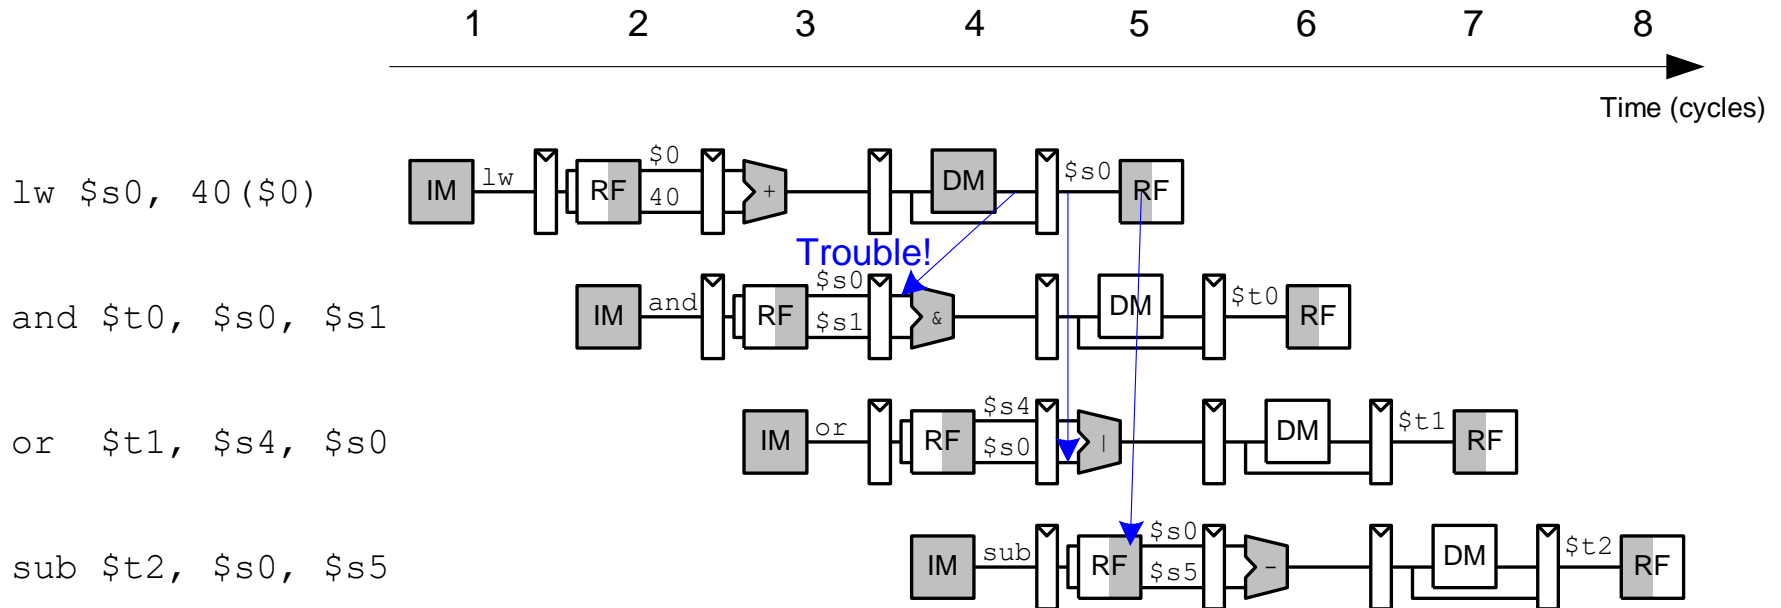 1 2 3 4 5 6 7 8
Time (cycles)
lw $s0, 40($0) IM lw RF $0 40 + DM $s0 RF
Trouble!
and $t0, $s0, $s1 IM and RF $s0 $s1 & DM $t0 RF
or $t1, $s4, $s0 IM or RF $s4 $s0 | DM $t1 RF
sub $t2, $s0, $s5 IM sub RF $s0 $s5 - DM $t2 RF